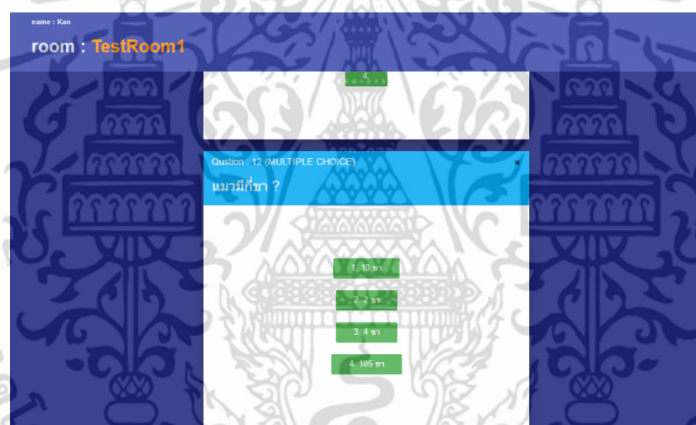 name : Kan
room : TestRoom1
4.
Qustion : 12 (MULTIPLE CHOICE)
×
แมวมีกี่ขา ?
1. 10 ขา
2. 2 ขา
3. 4 ขา
4. 105 ขา